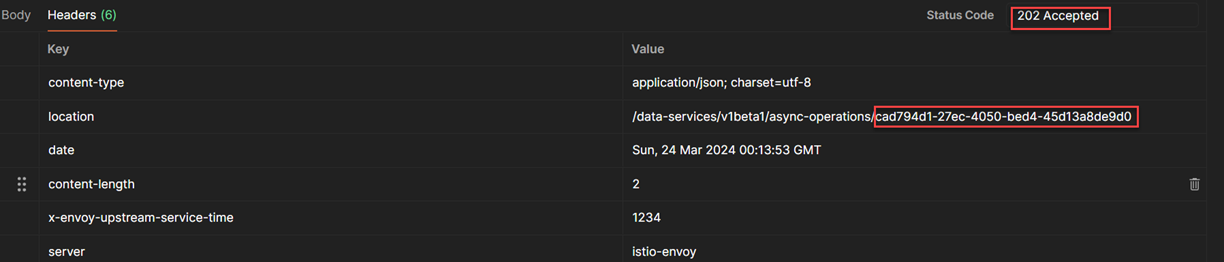 Body Headers (6) Status Code 202 Accepted
Key Value
content-type application/json; charset=utf-8
location /data-services/v1beta1/async-operations/cad794d1-27ec-4050-bed4-45d13a8de9d0
date Sun, 24 Mar 2024 00:13:53 GMT
content-length 2
x-envoy-upstream-service-time 1234
server istio-envoy